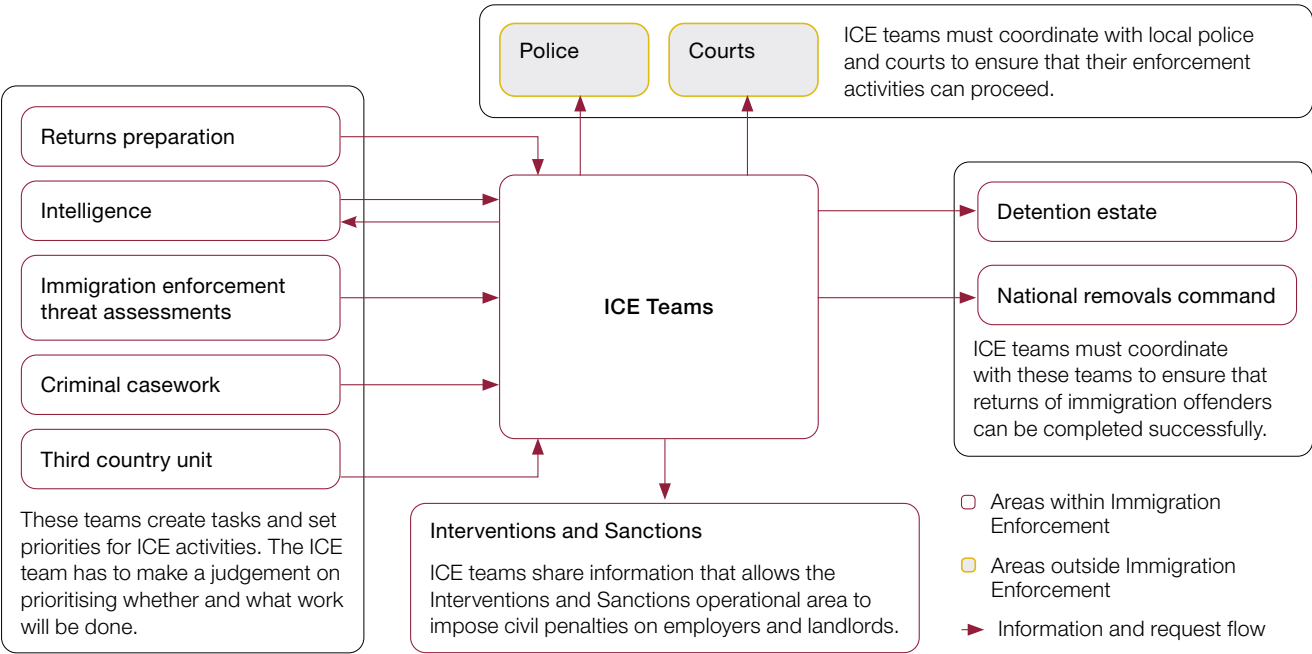 Police
Courts
ICE teams must coordinate with local police
and courts to ensure that their enforcement
activities can proceed.
Returns preparation
Intelligence
Immigration enforcement
threat assessments
Criminal casework
Third country unit
These teams create tasks and set
priorities for ICE activities. The ICE
team has to make a judgement on
prioritising whether and what work
will be done.
ICE Teams
Detention estate
National removals command
ICE teams must coordinate
with these teams to ensure that
returns of immigration offenders
can be completed successfully.
Interventions and Sanctions
ICE teams share information that allows the
Interventions and Sanctions operational area to
impose civil penalties on employers and landlords.
Areas within Immigration
Enforcement
Areas outside Immigration
Enforcement
Information and request flow